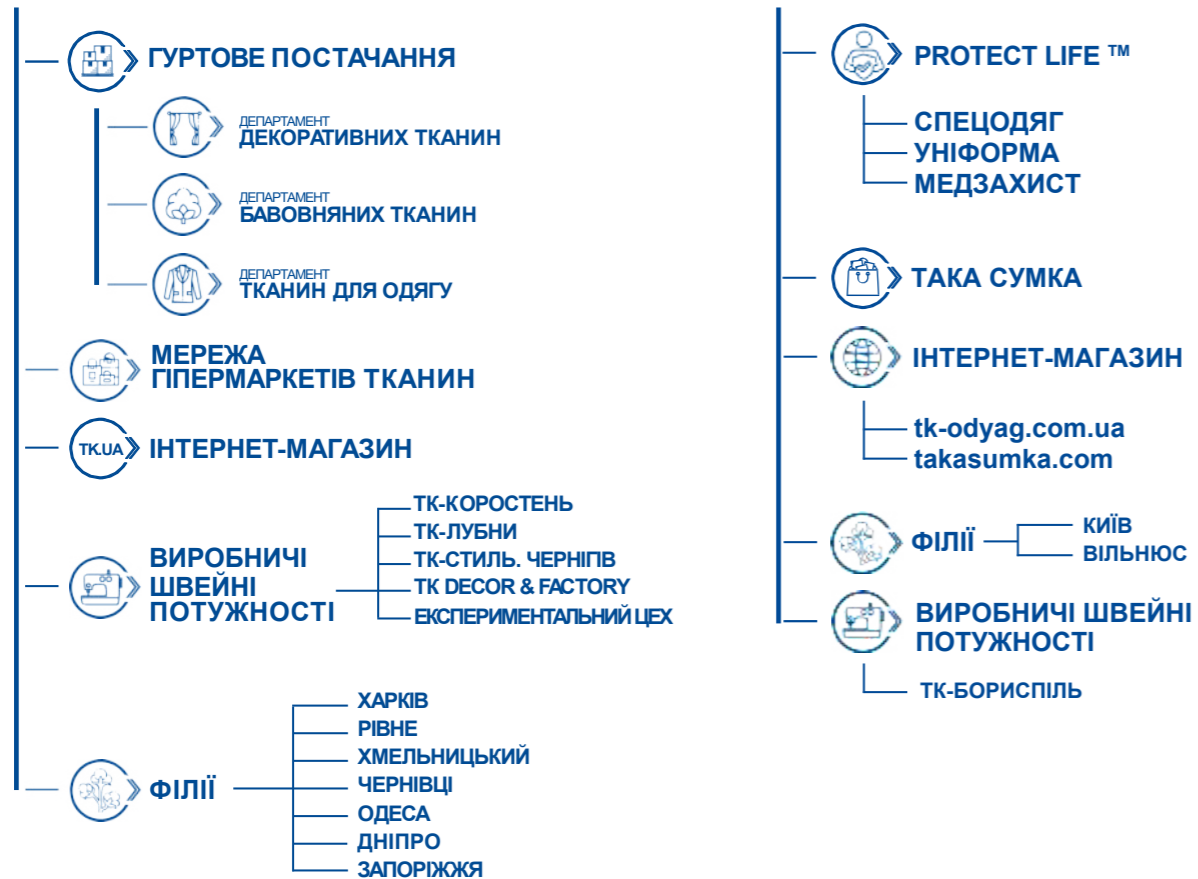 ГУРТОВЕ ПОСТАЧАННЯ
ДЕПАРТАМЕНТ
ДЕКОРАТИВНИХ ТКАНИН
ДЕПАРТАМЕНТ
БАВОВНЯНИХ ТКАНИН
ДЕПАРТАМЕНТ
ТКАНИН ДЛЯ ОДЯГУ
МЕРЕЖА
ГІПЕРМАРКЕТІВ ТКАНИН
TK.UA
ІНТЕРНЕТ-МАГАЗИН
ВИРОБНИЧІ
ШВЕЙНІ
ПОТУЖНОСТІ
ТК-КОРОСТЕНЬ
ТК-ЛУБНИ
ТК-СТИЛЬ. ЧЕРНІГІВ
TK DECOR & FACTORY
ЕКСПЕРИМЕНТАЛЬНИЙ ЦЕХ
ФІЛІЇ
ХАРКІВ
РІВНЕ
ХМЕЛЬНИЦЬКИЙ
ЧЕРНІВЦІ
ОДЕСА
ДНІПРО
ЗАПОРІЖЖЯ
PROTECT LIFE ™
СПЕЦОДЯГ
УНІФОРМА
МЕДЗАХИСТ
ТАКА СУМКА
ІНТЕРНЕТ-МАГАЗИН
tk-odyag.com.ua
takasumka.com
ФІЛІЇ
КИЇВ
ВІЛЬНЮС
ВИРОБНИЧІ ШВЕЙНІ
ПОТУЖНОСТІ
ТК-БОРИСПІЛЬ